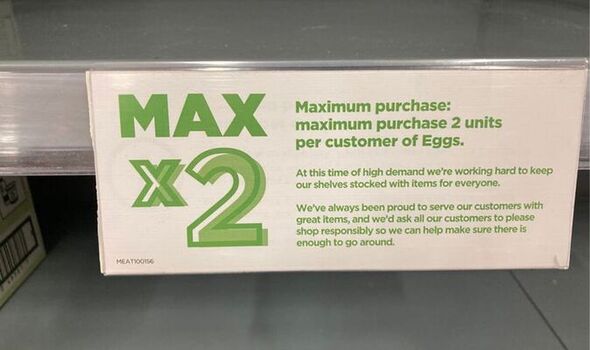 MAX
x2
Maximum purchase:
maximum purchase 2 units
per customer of Eggs.
At this time of high demand we're working hard to keep
our shelves stocked with items for everyone.
We've always been proud to serve our customers with
great items, and we'd ask all our customers to please
shop responsibly so we can help make sure there is
enough to go around.
MEAT100156